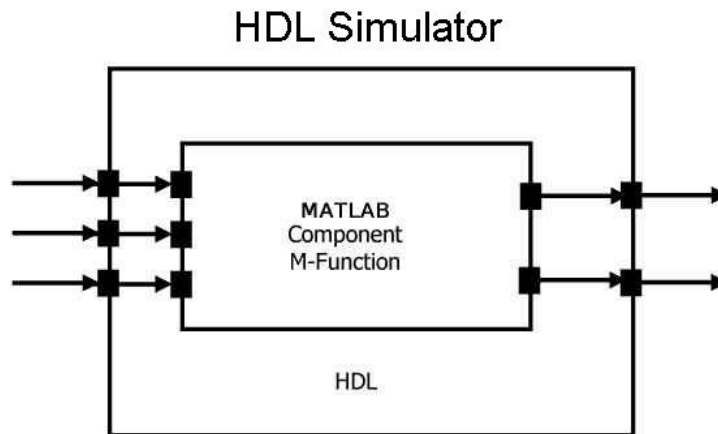 HDL Simulator
MATLAB
Component
M-Function
HDL